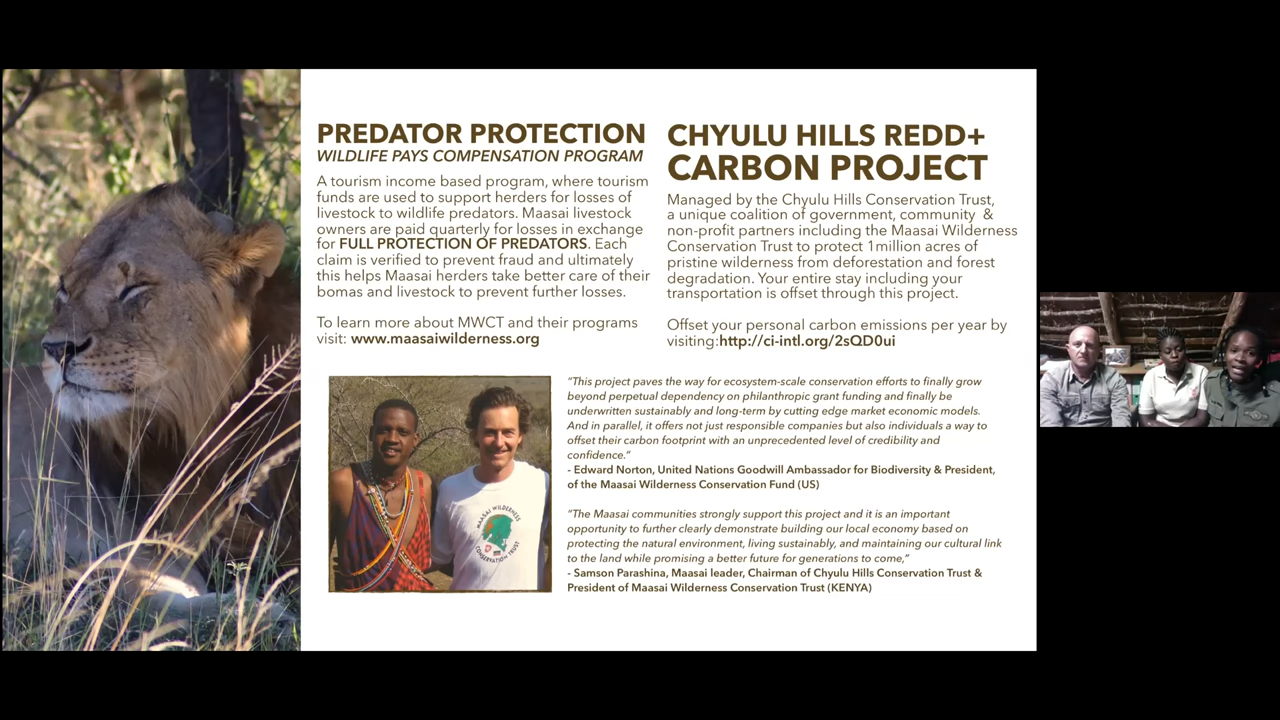 PREDATOR PROTECTION
WILDLIFE PAYS COMPENSATION PROGRAM
A tourism income based program, where tourism
funds are used to support herders for losses of
livestock to wildlife predators. Maasai livestock
owners are paid quarterly for losses in exchange
for FULL PROTECTION OF PREDATORS. Each
claim is verified to prevent fraud and ultimately
this helps Maasai herders take better care of their
bomas and livestock to prevent further losses.
To learn more about MWCT and their programs
visit: www.maasaiwilderness.org
CHYULU HILLS REDD+
CARBON PROJECT
Managed by the Chyulu Hills Conservation Trust,
a unique coalition of government, community &
non-profit partners including the Maasai Wilderness
Conservation Trust to protect 1million acres of
pristine wilderness from deforestation and forest
degradation. Your entire stay including your
transportation is offset through this project.
Offset your personal carbon emissions per year by
visiting:http://ci-intl.org/2sQD0ui
MAASAI WILDERNESS
CONSERVATION TRUST
“This project paves the way for ecosystem-scale conservation efforts to finally grow
beyond perpetual dependency on philanthropic grant funding and finally be
underwritten sustainably and long-term by cutting edge market economic models.
And in parallel, it offers not just responsible companies but also individuals a way to
offset their carbon footprint with an unprecedented level of credibility and
confidence.”
- Edward Norton, United Nations Goodwill Ambassador for Biodiversity & President,
of the Maasai Wilderness Conservation Fund (US)
“The Maasai communities strongly support this project and it is an important
opportunity to further clearly demonstrate building our local economy based on
protecting the natural environment, living sustainably, and maintaining our cultural link
to the land while promising a better future for generations to come,”
- Samson Parashina, Maasai leader, Chairman of Chyulu Hills Conservation Trust &
President of Maasai Wilderness Conservation Trust (KENYA)